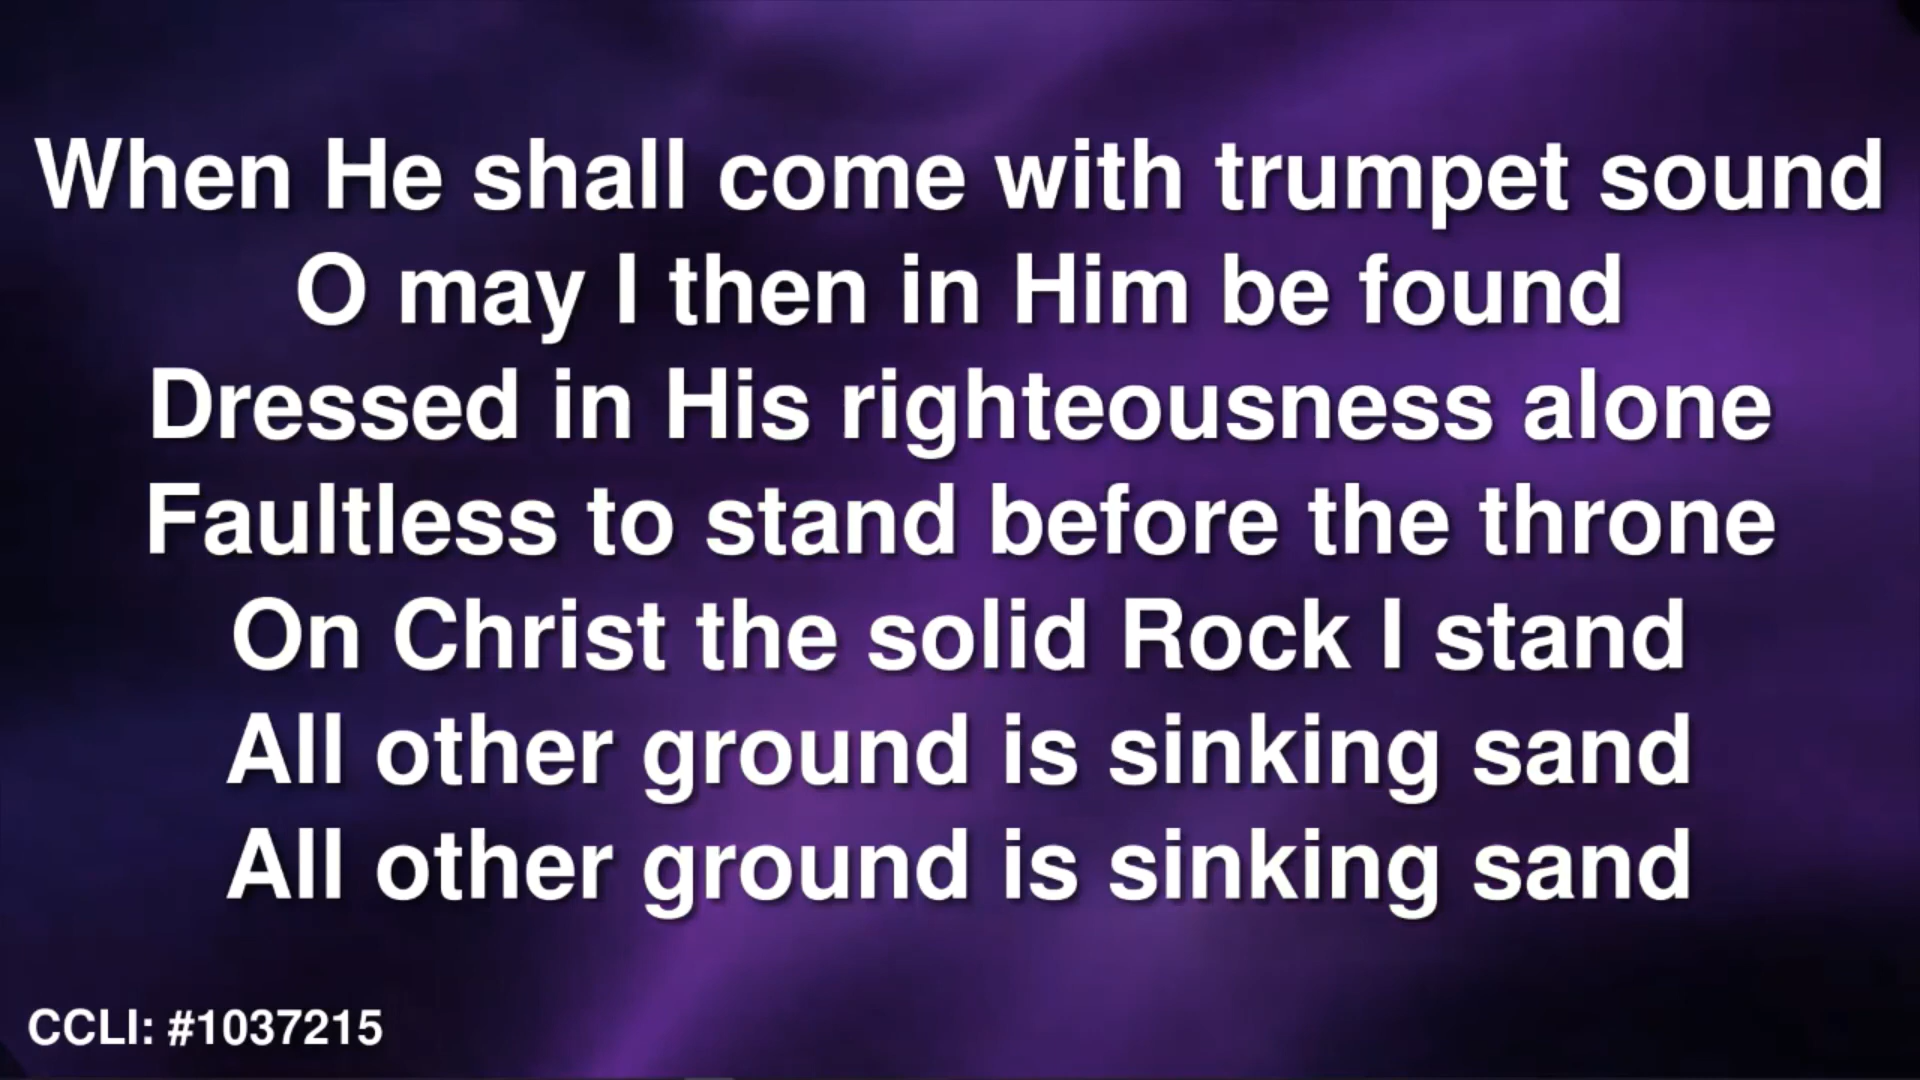 When He shall come with trumpet sound
O may I then in Him be found
Dressed in His righteousness alone
Faultless to stand before the throne
On Christ the solid Rock I stand
All other ground is sinking sand
All other ground is sinking sand
CCLI: #1037215